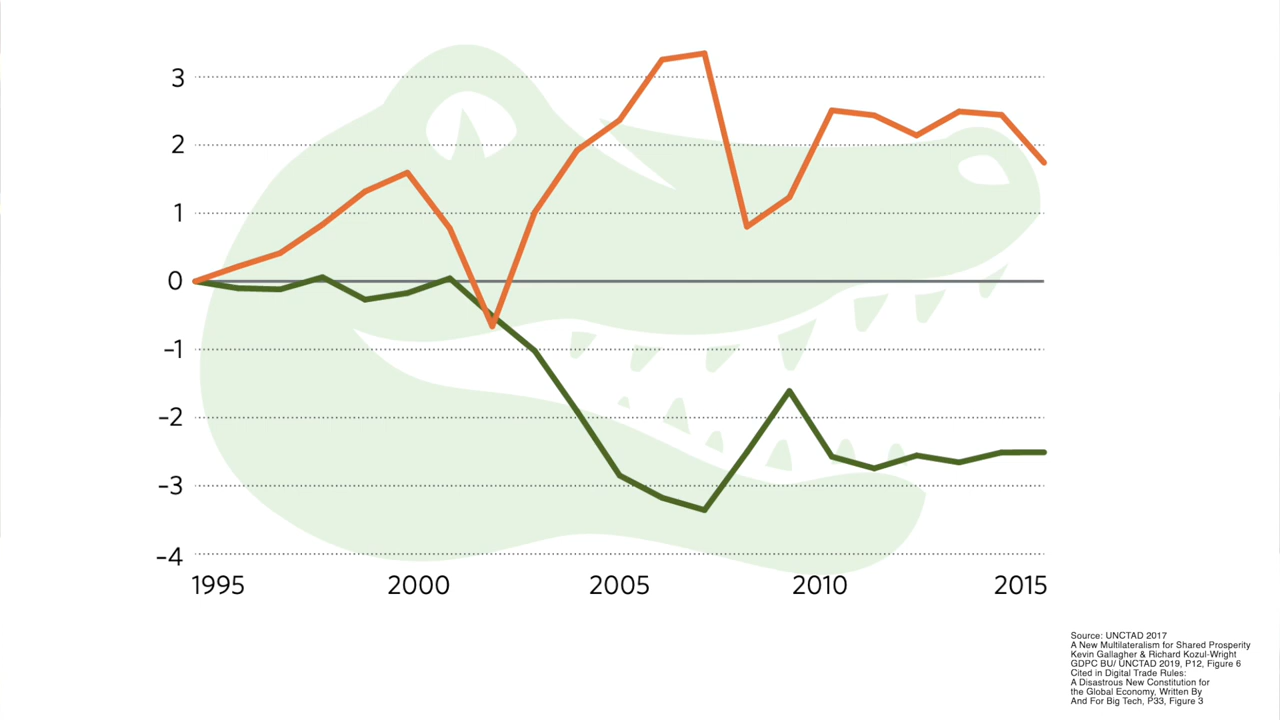 3
2
1
0
–1
–2
–3
–4
1995 2000 2005 2010 2015
Source: UNCTAD 2017
A New Multilateralism for Shared Prosperity
Kevin Gallagher & Richard Kozul-Wright
GDPC BU/ UNCTAD 2019, P12, Figure 6
Cited in Digital Trade Rules:
A Disastrous New Constitution for
the Global Economy, Written By
And For Big Tech, P33, Figure 3